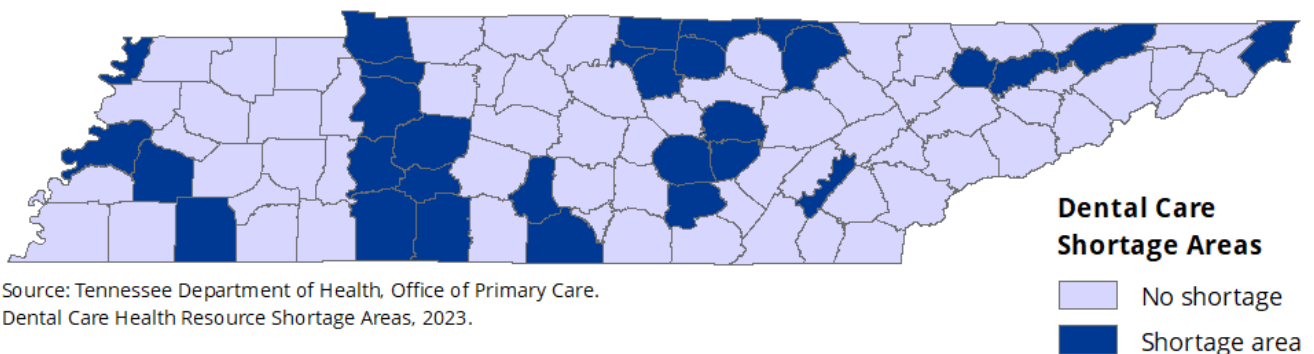 Dental Care
Shortage Areas
No shortage
Shortage area
Source: Tennessee Department of Health, Office of Primary Care.
Dental Care Health Resource Shortage Areas, 2023.